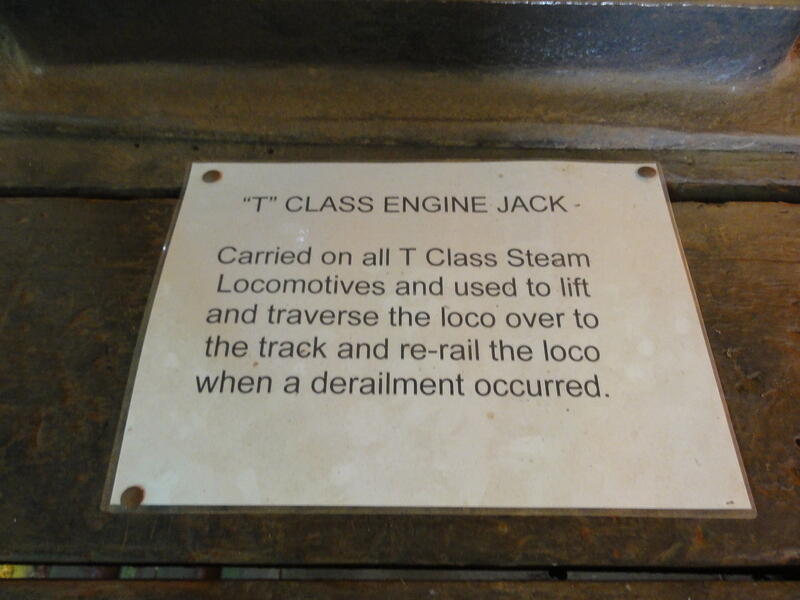 “T” CLASS ENGINE JACK
Carried on all T Class Steam
Locomotives and used to lift
and traverse the loco over to
the track and re-rail the loco
when a derailment occurred.